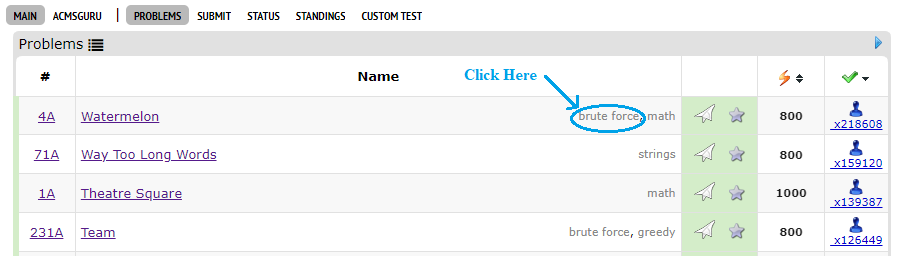 MAIN ACMSGURU | PROBLEMS SUBMIT STATUS STANDINGS CUSTOM TEST
Problems
# Name
Click Here
4A Watermelon brute force, math 800 x218608
71A Way Too Long Words strings 800 x159120
1A Theatre Square math 1000 x139387
231A Team brute force, greedy 800 x126449